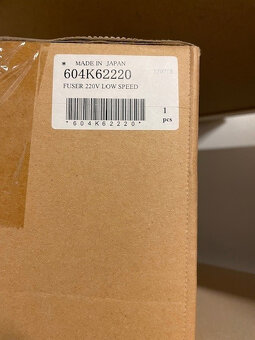 * MADE IN JAPAN
604K62220
FUSER 220V LOW SPEED
1
pcs
*604K62220*